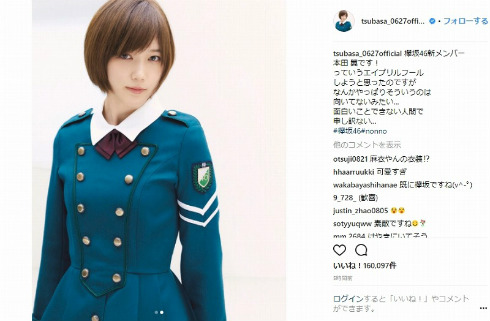 tsubasa_0627offi... • フォローする
tsubasa_0627official 欅坂46新メンバー
本田 翼です！
っていうエイプリルフール
しようと思ったのですが
なんかやっぱりそういうのは
向いてないみたい...
面白いことできない人間で
申し訳ない...
#欅坂46#nonno
他のコメントを表示
otsuji0821 麻衣やんの衣装!?
hhaarruukki 可愛すぎ
wakabayashihanae 既に欅坂ですね(v^-゜)
9_728_ (歓喜)
justin_zhao0805 😯😯
sotyyuqww 素敵ですね
いいね！160,097件
9時間前
ログインすると「いいね！」やコメント
ができます。